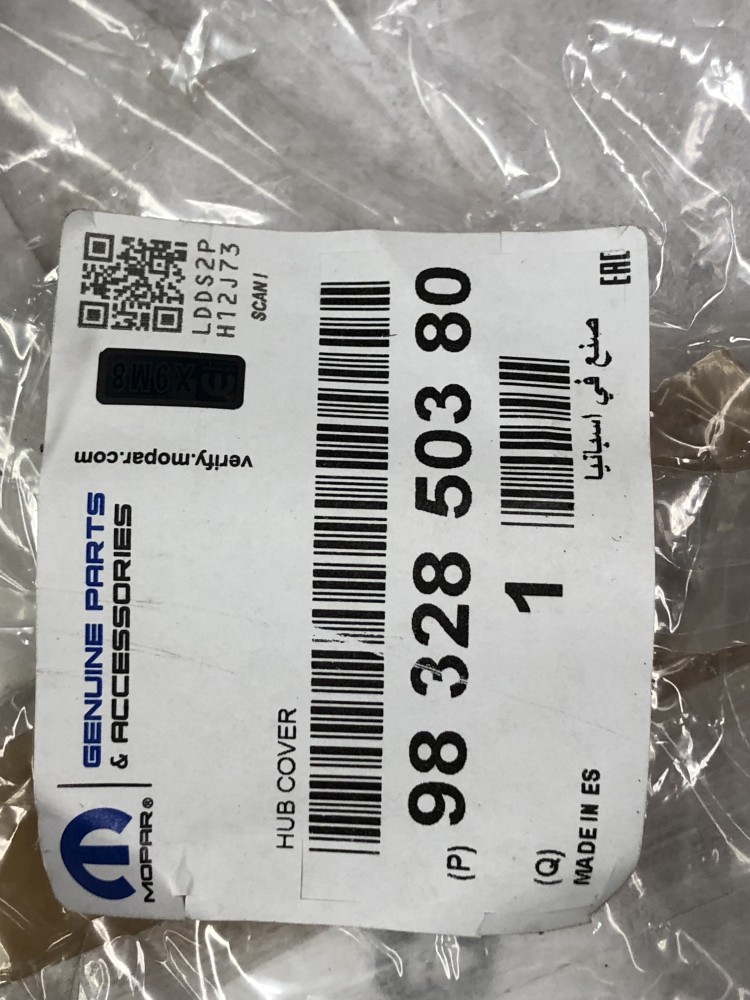 MOPAR®
GENUINE PARTS
& ACCESSORIES
verify.mopar.com
X9M8
LDDS2P
H12J73
SCAN!
HUB COVER
(P) 98 328 503 80
(Q) 1
MADE IN ES
صنع في اسبانيا
EAC